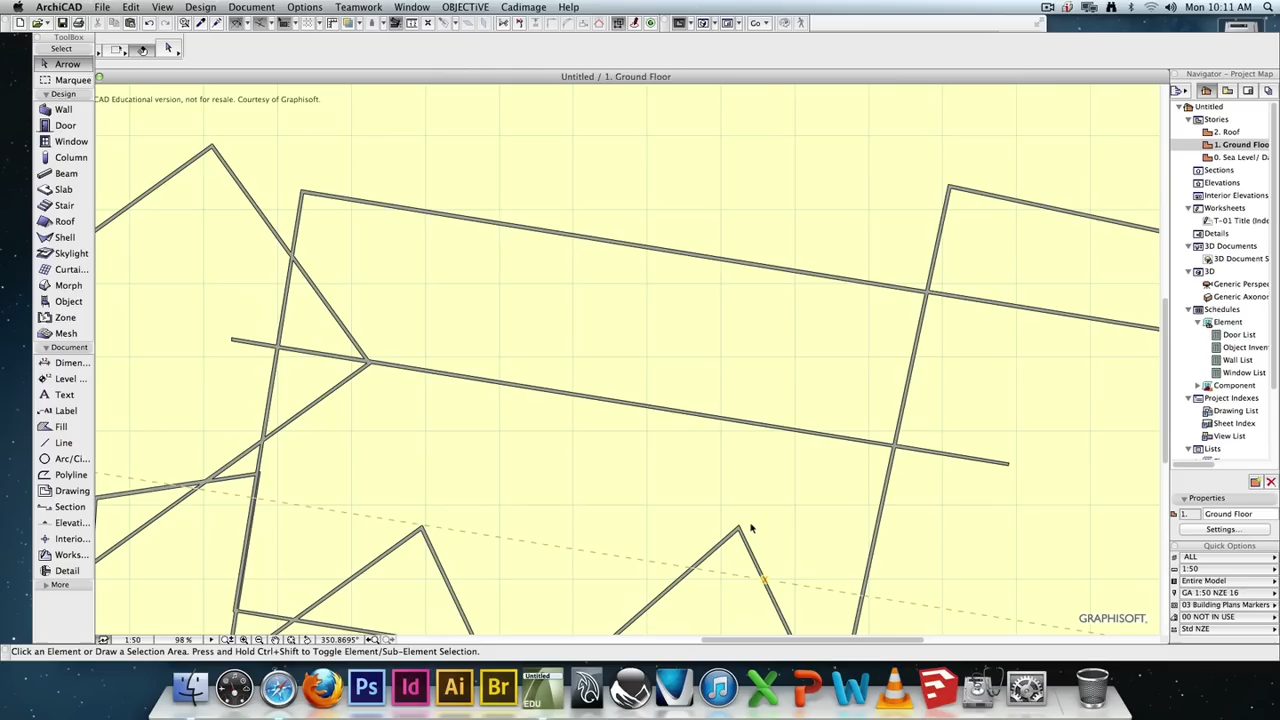 ArchiCAD File Edit View Design Document Options Teamwork Window OBJECTiVE Cadimage Help
Mon 10:11 AM
ToolBox
Select
Arrow
Marquee
Design
Wall
Door
Window
Column
Beam
Slab
Stair
Roof
Shell
Skylight
Curtai...
Morph
Object
Zone
Mesh
Document
Dimen...
Level ...
Text
Label
Fill
Line
Arc/Ci...
Polyline
Drawing
Section
Elevati...
Interio...
Works...
Detail
More
Go
Untitled / 1. Ground Floor
CAD Educational version, not for resale. Courtesy of Graphisoft.
GRAPHISOFT.
1:50
98 %
350.8695°
Navigator - Project Map
Untitled
Stories
2. Roof
1. Ground Floo
0. Sea Level/ Da
Sections
Elevations
Interior Elevations
Worksheets
T-01 Title (Inde
Details
3D Documents
3D Document S
3D
Generic Perspe
Generic Axono
Schedules
Element
Door List
Object Inven
Wall List
Window List
Component
Project Indexes
Drawing List
Sheet Index
View List
Lists
Properties
1. Ground Floor
Settings...
Quick Options
ALL
1:50
Entire Model
GA 1:50 NZE 16
03 Building Plans Markers
00 NOT IN USE
Std NZE
Click an Element or Draw a Selection Area. Press and Hold Ctrl+Shift to Toggle Element/Sub-Element Selection.
Ps
Id
Ai
Br
Untitled
EDU